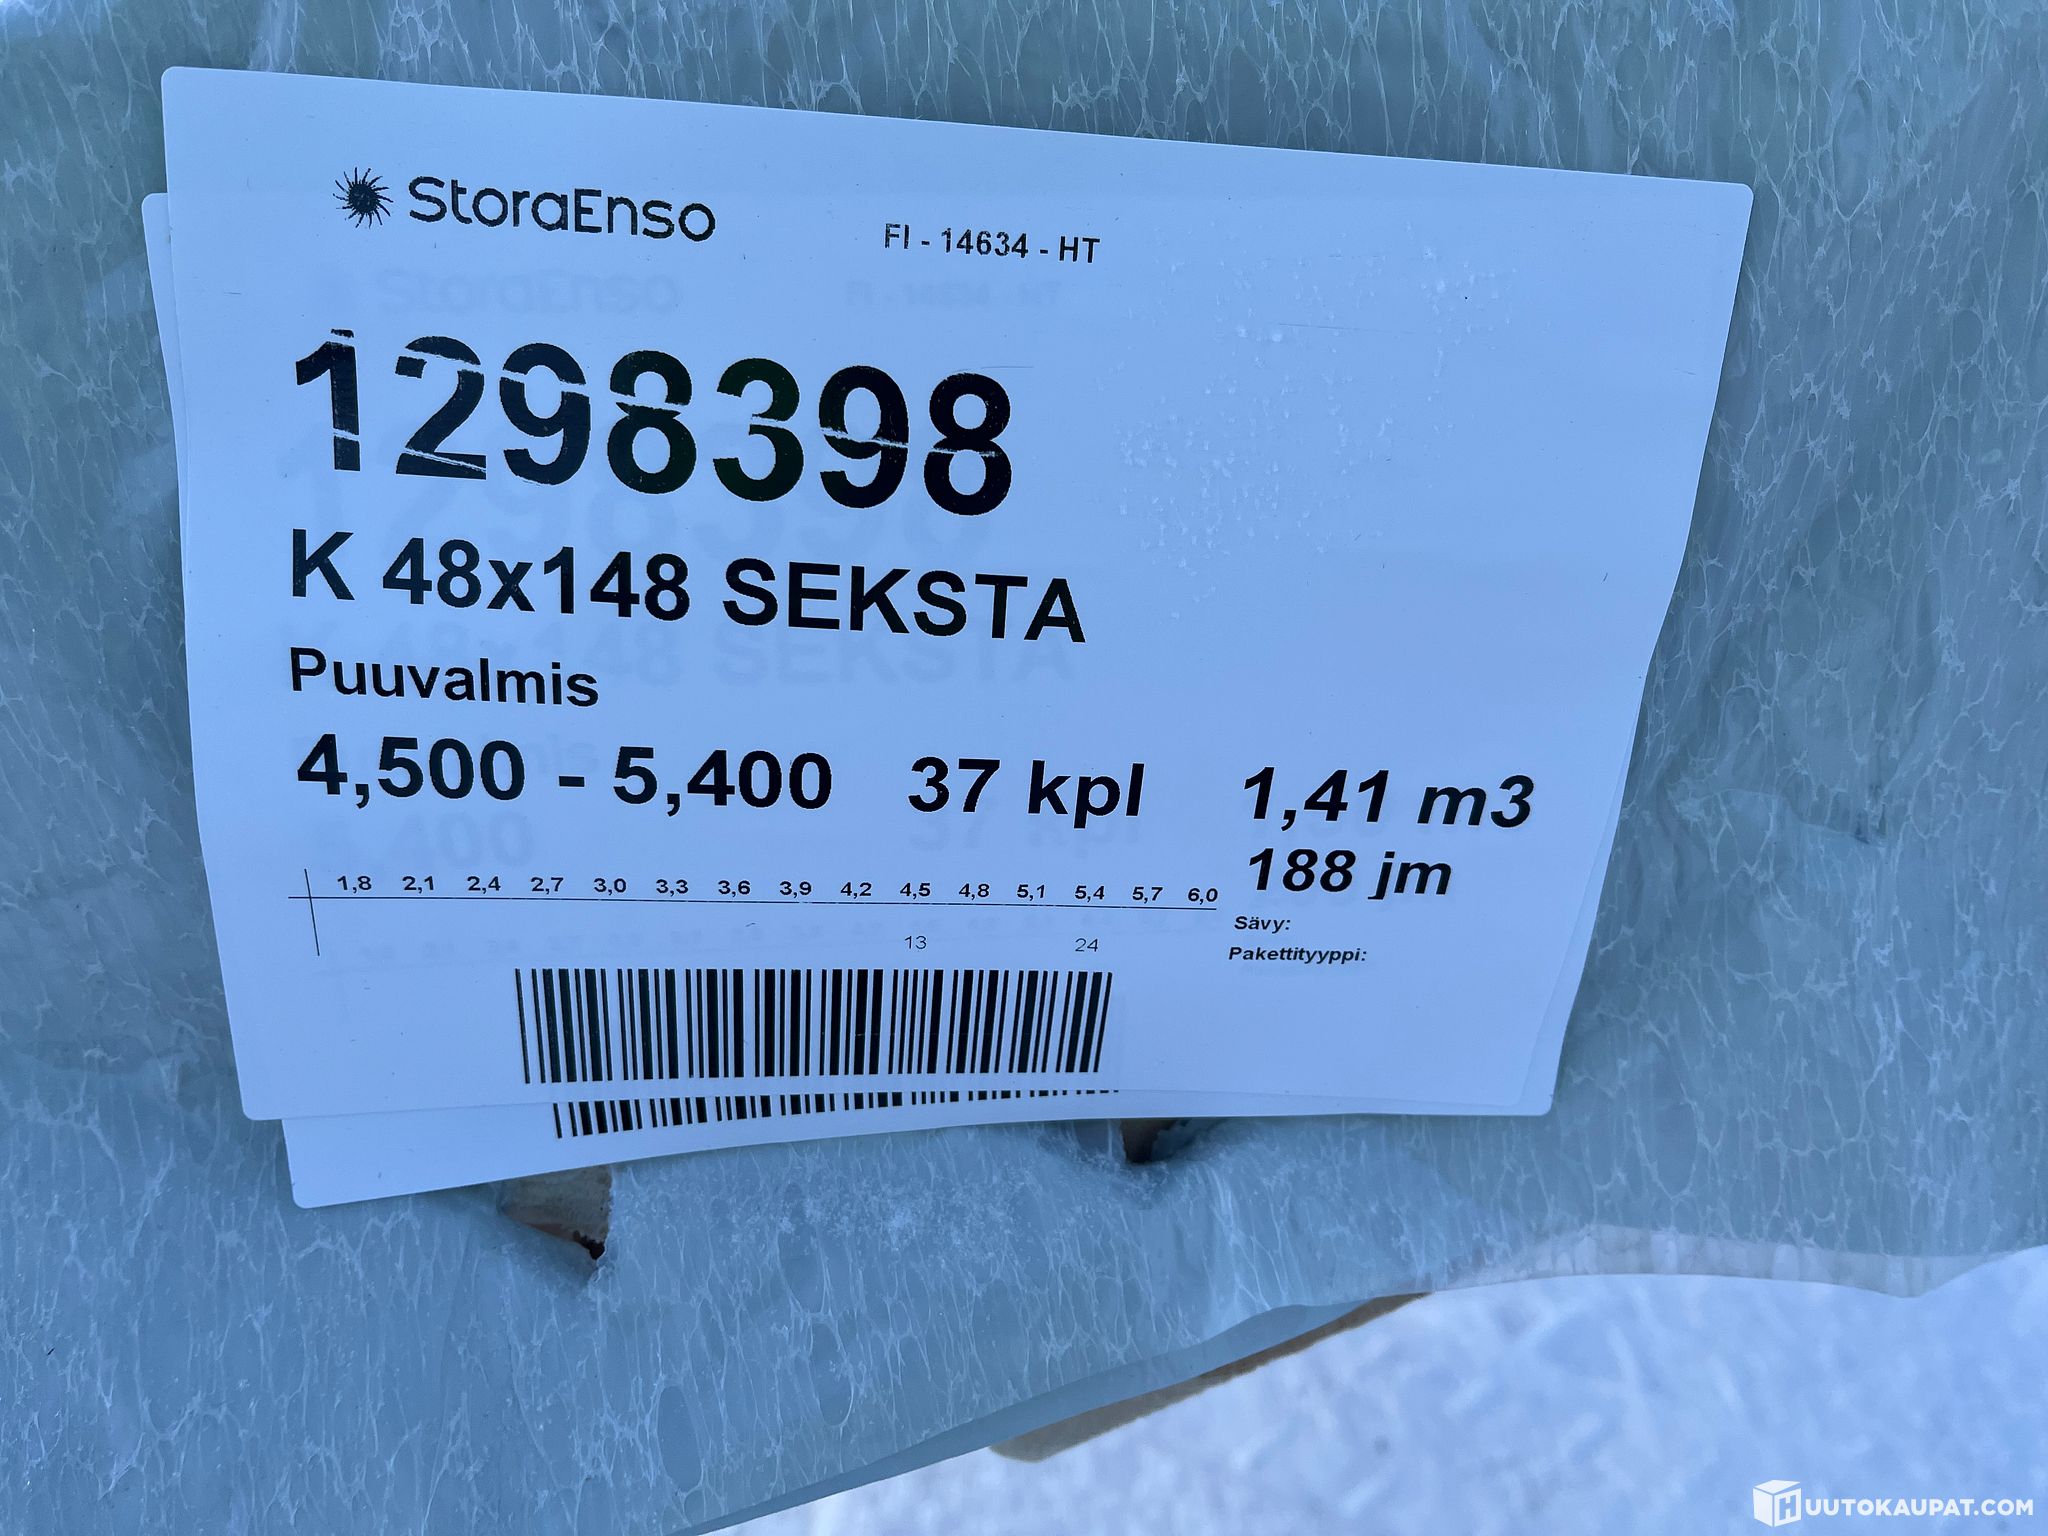 StoraEnso
FI - 14634 - HT
1298398
K 48x148 SEKSTA
Puuvalmis
4,500 - 5,400 37 kpl 1,41 m3
188 jm
1,8 2,1 2,4 2,7 3,0 3,3 3,6 3,9 4,2 4,5 4,8 5,1 5,4 5,7 6,0
Sävy:
13 24
Pakettityyppi:
HUUTOKAUPAT.COM